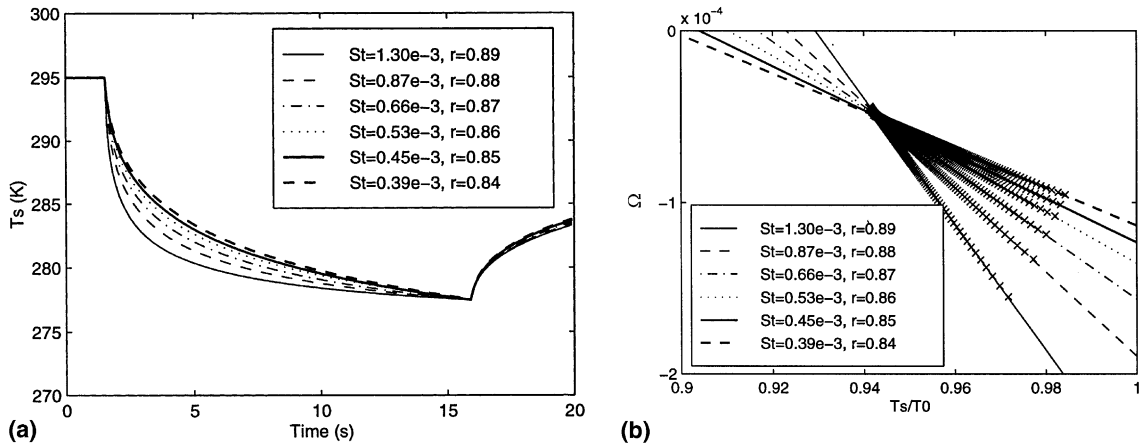 300
295
290
285
280
275
270
Ts (K)
0
5
10
15
20
Time (s)
St=1.30e−3, r=0.89
St=0.87e−3, r=0.88
St=0.66e−3, r=0.87
St=0.53e−3, r=0.86
St=0.45e−3, r=0.85
St=0.39e−3, r=0.84
(a)
x 10⁻⁴
0
−1
−2
Ω
0.9
0.92
0.94
0.96
0.98
1
Ts/T0
St=1.30e−3, r=0.89
St=0.87e−3, r=0.88
St=0.66e−3, r=0.87
St=0.53e−3, r=0.86
St=0.45e−3, r=0.85
St=0.39e−3, r=0.84
(b)